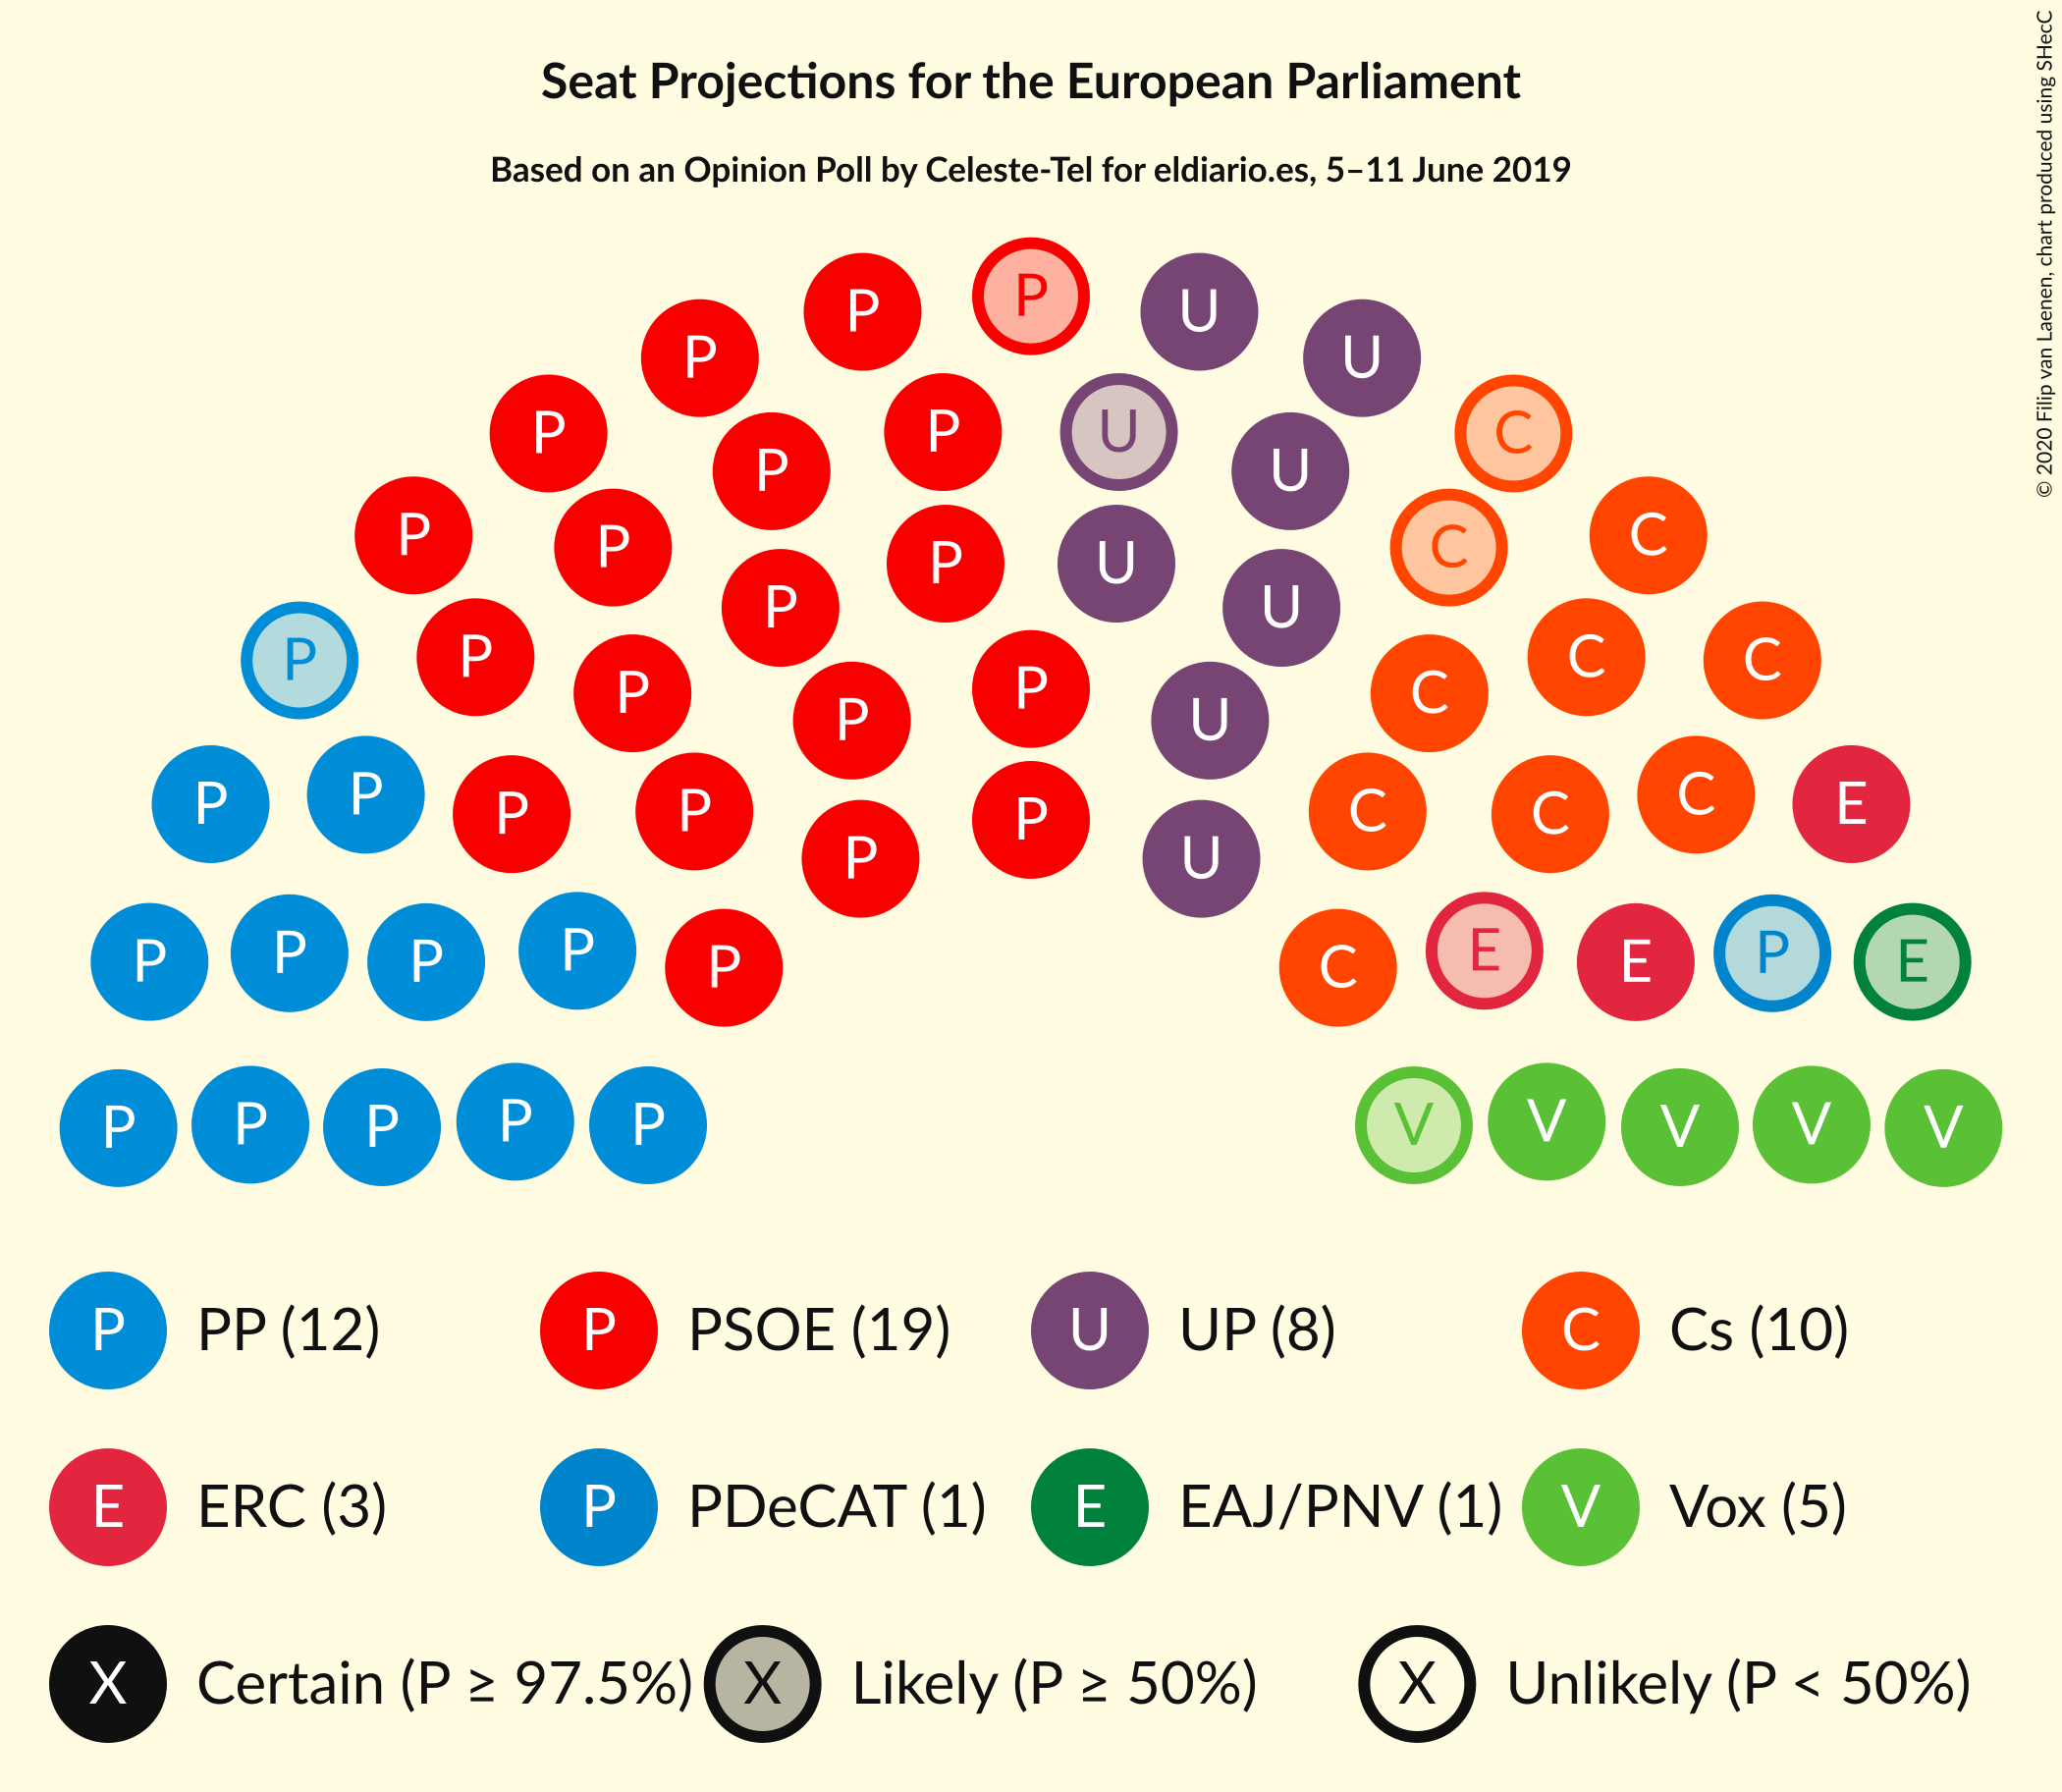 Seat Projections for the European Parliament
Based on an Opinion Poll by Celeste-Tel for eldiario.es, 5–11 June 2019
© 2020 Filip van Laenen, chart produced using SHecC
P
P U
P U
P P U C
P U
P P C C
P P U
P U
P P C C
P P C
P P U
P P C C
P P C E
P P U
P P P P P C E E P E
P P P P P V V V V V
P PP (12) P PSOE (19) U UP (8) C Cs (10)
E ERC (3) P PDeCAT (1) E EAJ/PNV (1) V Vox (5)
X Certain (P ≥ 97.5%) X Likely (P ≥ 50%) X Unlikely (P < 50%)